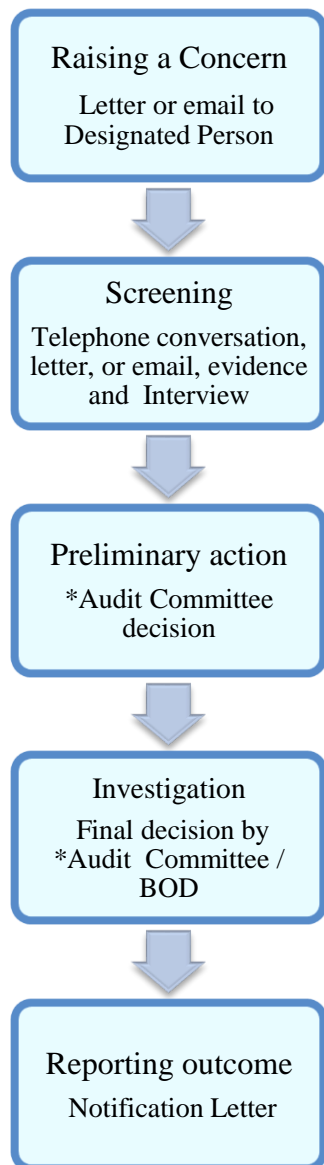 Raising a Concern
Letter or email to
Designated Person
Screening
Telephone conversation,
letter, or email, evidence
and Interview
Preliminary action
*Audit Committee
decision
Investigation
Final decision by
*Audit Committee /
BOD
Reporting outcome
Notification Letter